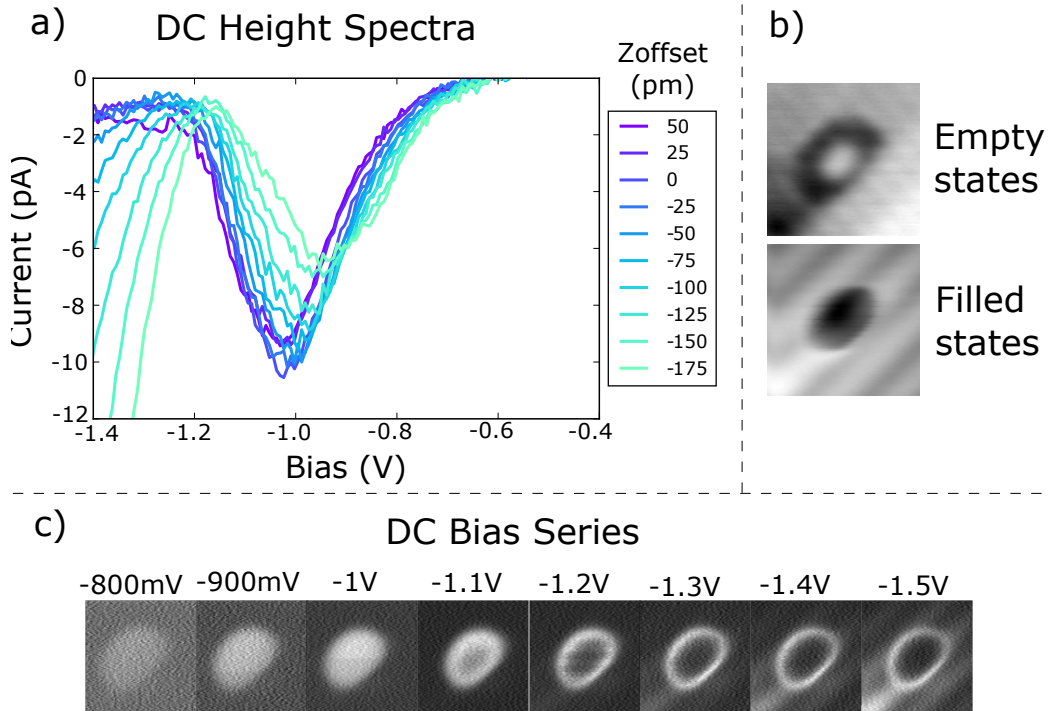 a)
DC Height Spectra
0
-2
-4
-6
-8
-10
-12
Current (pA)
-1.4
-1.2
-1.0
-0.8
-0.6
-0.4
Bias (V)
Zoffset
(pm)
50
25
0
-25
-50
-75
-100
-125
-150
-175
b)
Empty
states
Filled
states
c)
DC Bias Series
-800mV -900mV -1V -1.1V -1.2V -1.3V -1.4V -1.5V